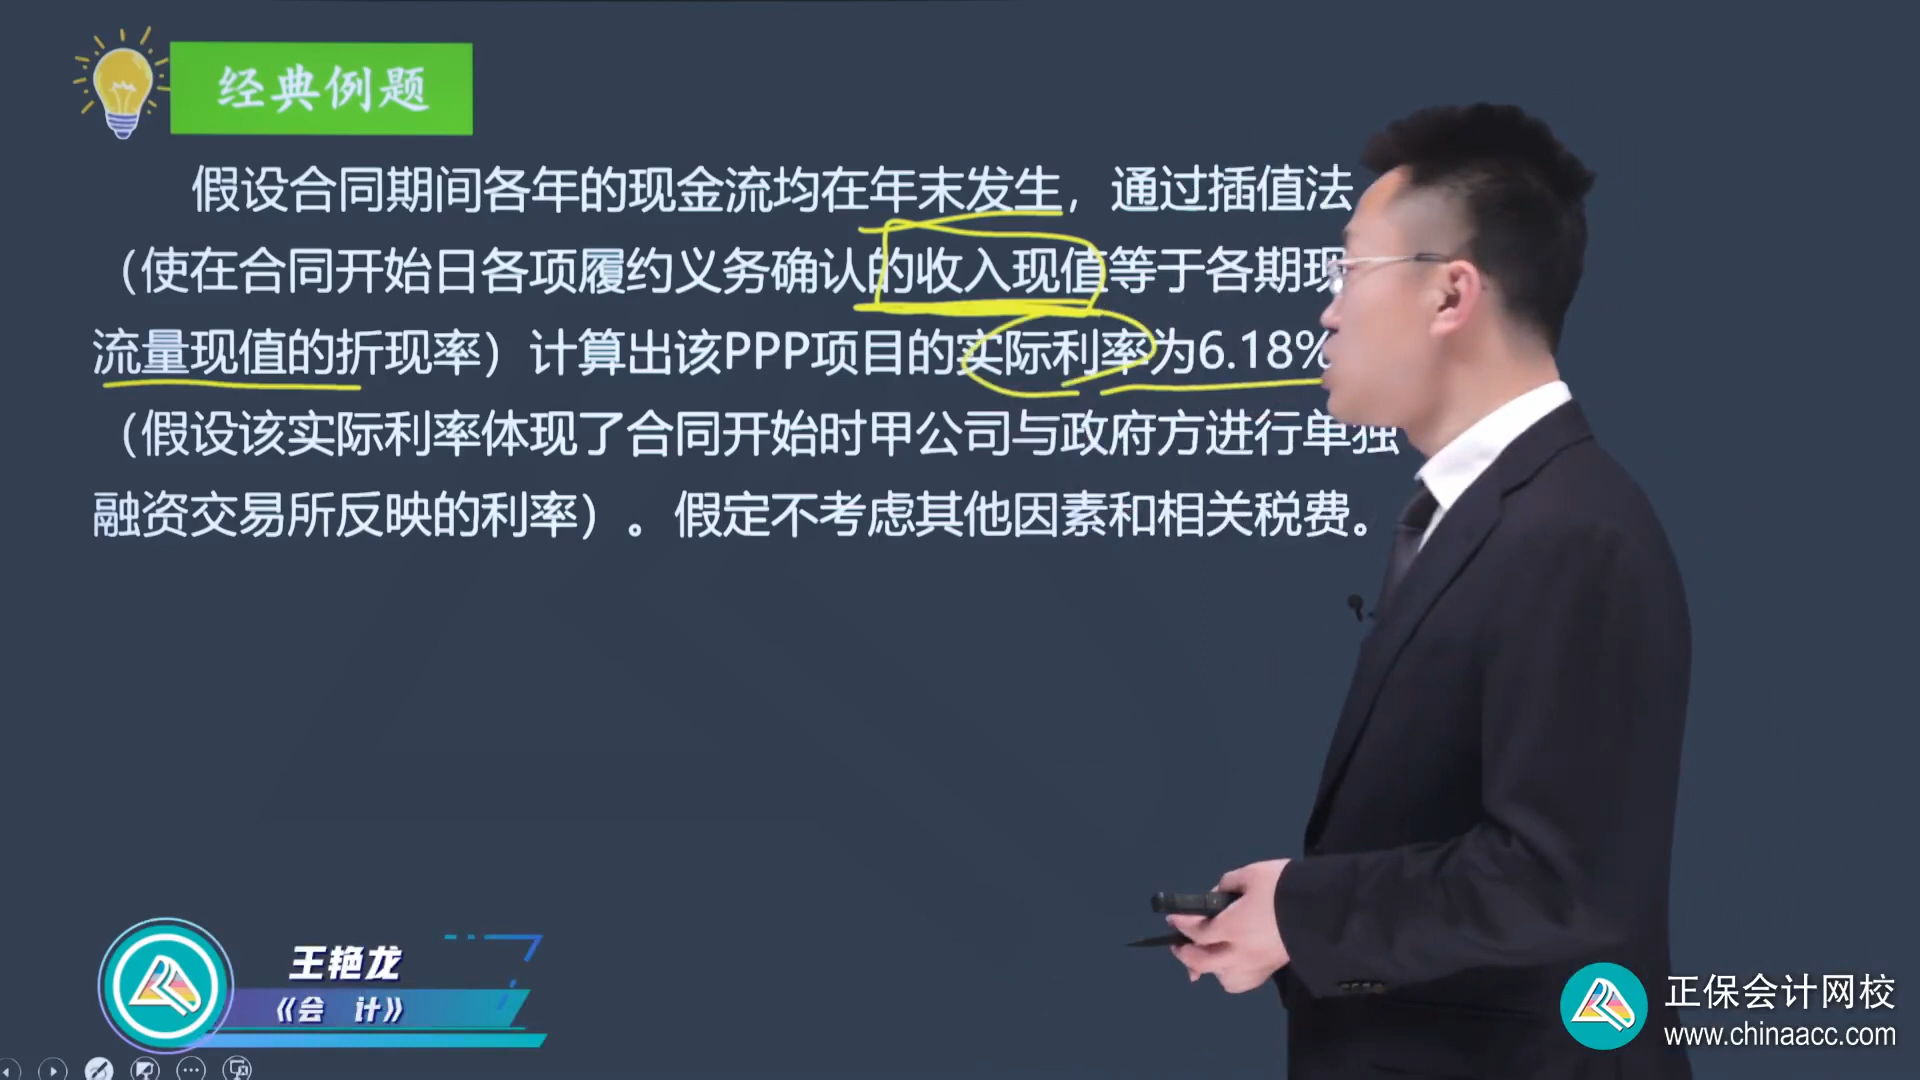 经典例题
假设合同期间各年的现金流均在年末发生，通过插值法
（使在合同开始日各项履约义务确认的收入现值等于各期现
流量现值的折现率）计算出该PPP项目的实际利率为6.18%
（假设该实际利率体现了合同开始时甲公司与政府方进行单独
融资交易所反映的利率）。假定不考虑其他因素和相关税费。
王艳龙
《会 计》
正保会计网校
www.chinaacc.com